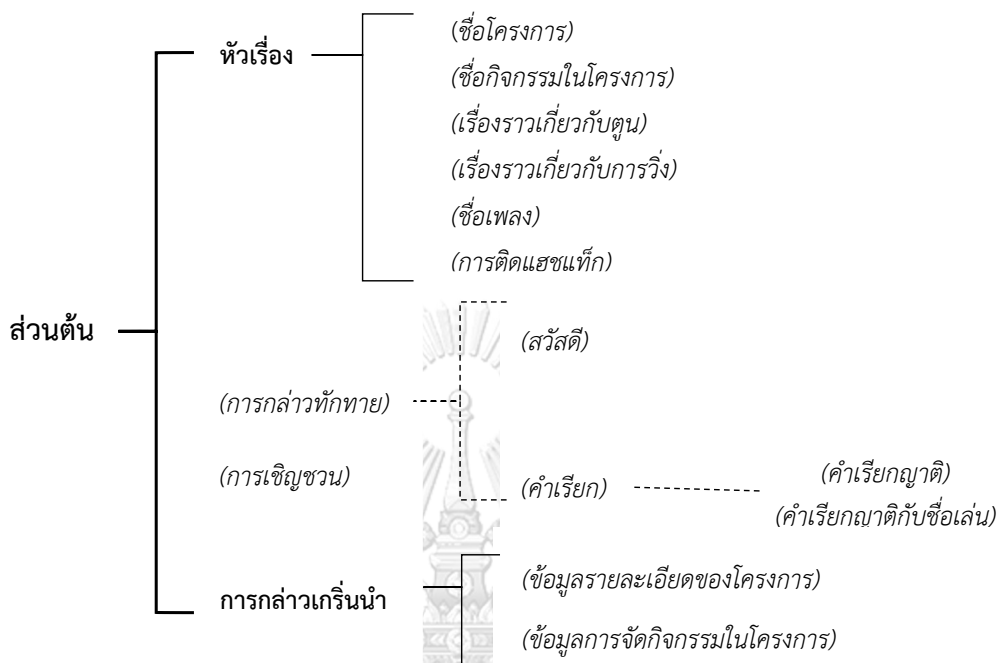 (ชื่อโครงการ)
หัวเรื่อง
(ชื่อกิจกรรมในโครงการ)
(เรื่องราวเกี่ยวกับตูน)
(เรื่องราวเกี่ยวกับการวิ่ง)
(ชื่อเพลง)
(การติดแฮชแท็ก)
ส่วนต้น
(สวัสดี)
(การกล่าวทักทาย)
(การเชิญชวน)
(คำเรียก)
(คำเรียกญาติ)
(คำเรียกญาติกับชื่อเล่น)
(ข้อมูลรายละเอียดของโครงการ)
การกล่าวเกริ่นนำ
(ข้อมูลการจัดกิจกรรมในโครงการ)